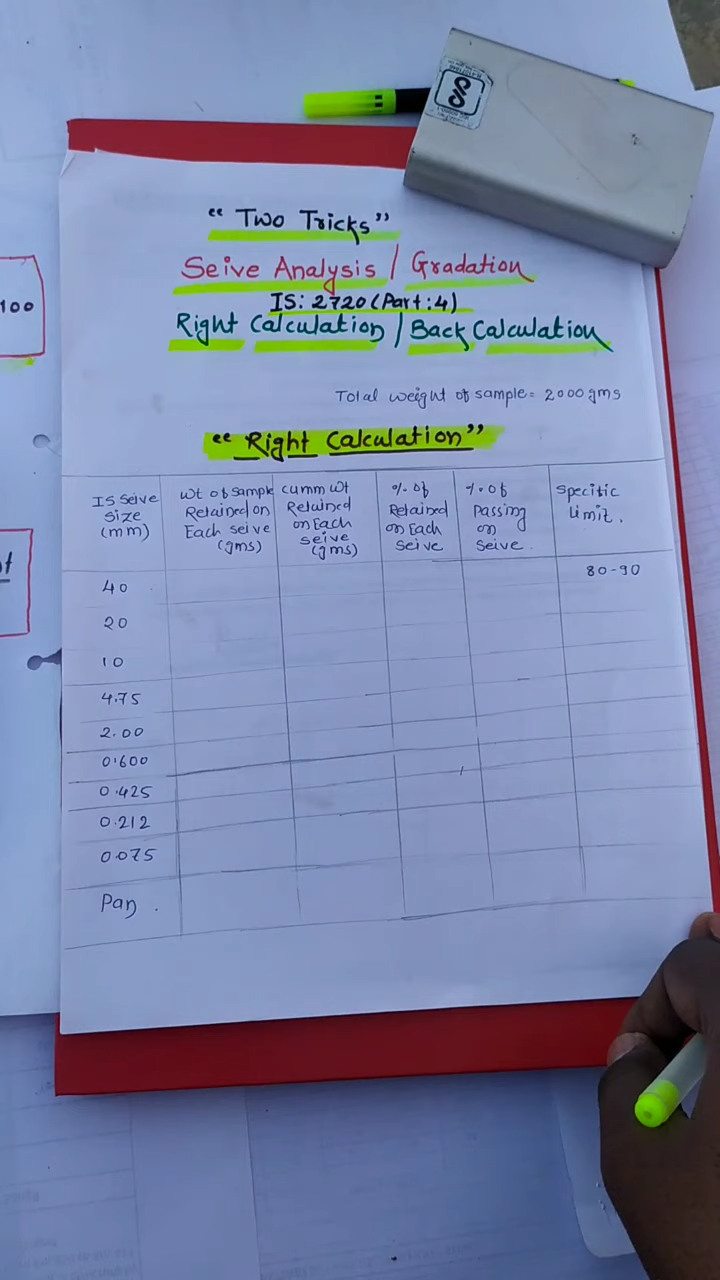 “Two Tricks”
Seive Analysis / Gradation
IS: 2720 (Part: 4)
Right Calculation / Back Calculation
100
Total weight of sample = 2000 gms
“Right Calculation”
IS Seive
Size
(mm)
Wt of Sample
Retained on
Each seive
(gms)
cumm wt
Retained
on Each
seive
(gms)
% of
Retained
on Each
Seive
% of
Passing
on
Seive.
Specific
limit.
40
80-90
20
10
4.75
2.00
0.600
0.425
0.212
0.075
Pan.